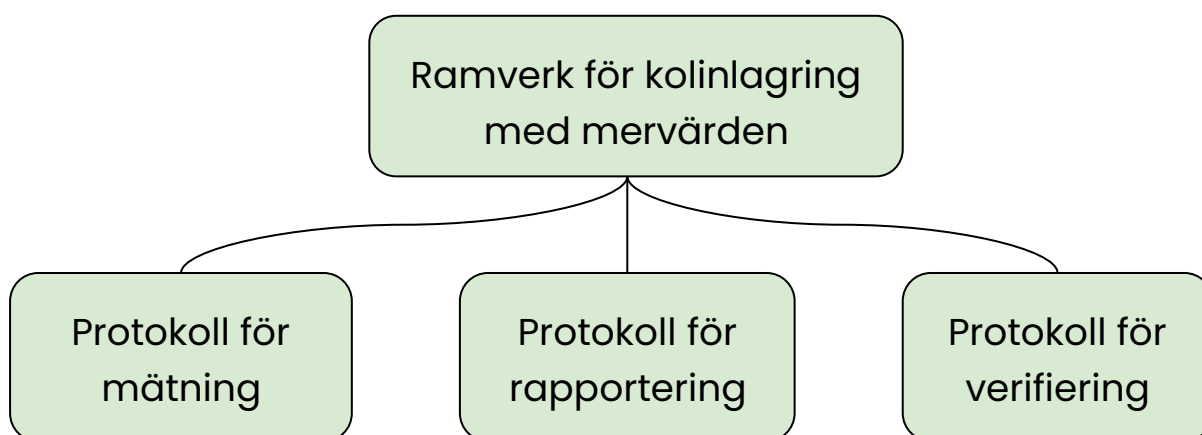 Ramverk för kolinlagring
med mervärden
Protokoll för
mätning
Protokoll för
rapportering
Protokoll för
verifiering